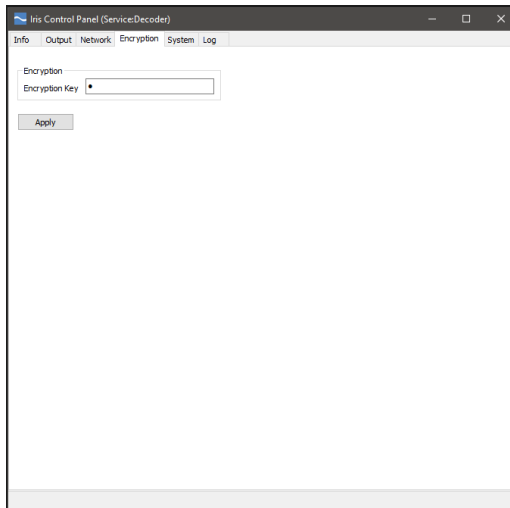 Iris Control Panel (Service:Decoder)
Info Output Network Encryption System Log
Encryption
Encryption Key •
Apply